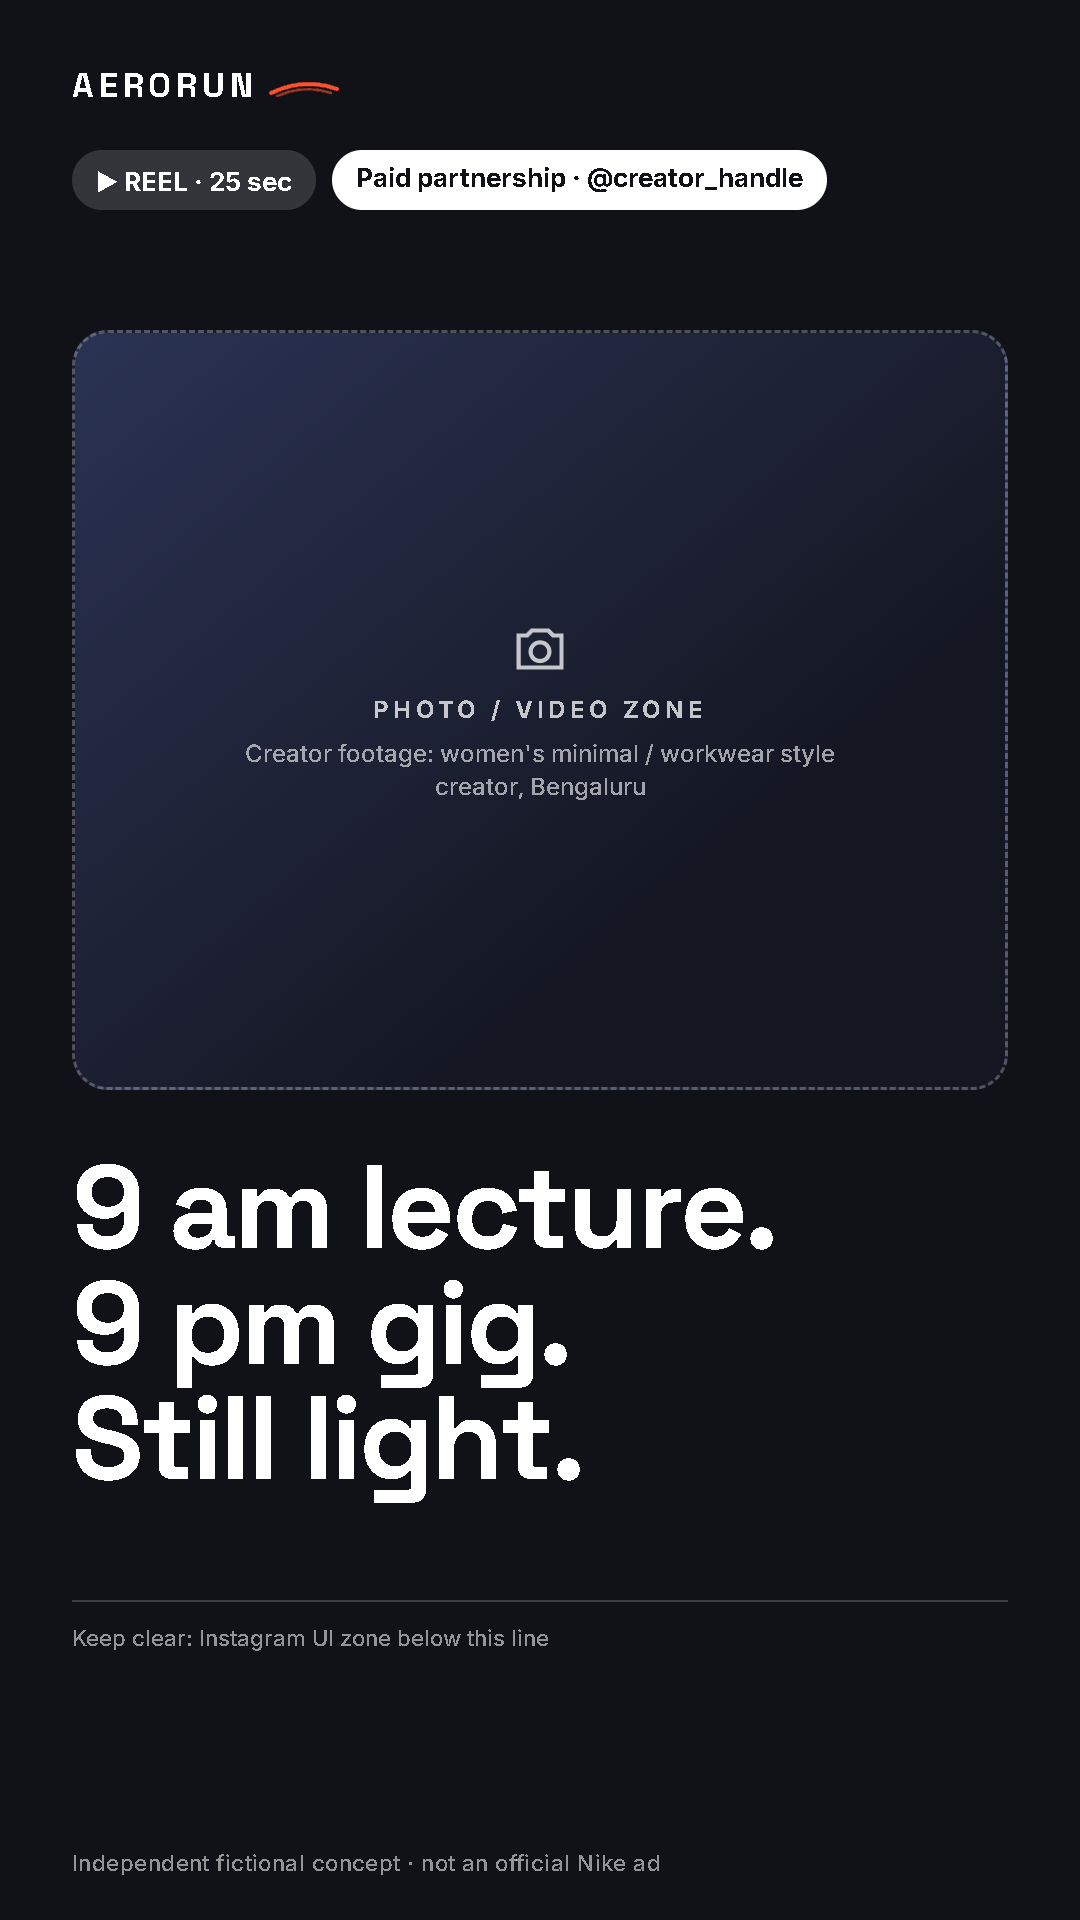 AERORUN
▶ REEL · 25 sec
Paid partnership · @creator_handle
PHOTO / VIDEO ZONE
Creator footage: women's minimal / workwear style
creator, Bengaluru
9 am lecture.
9 pm gig.
Still light.
Keep clear: Instagram UI zone below this line
Independent fictional concept · not an official Nike ad